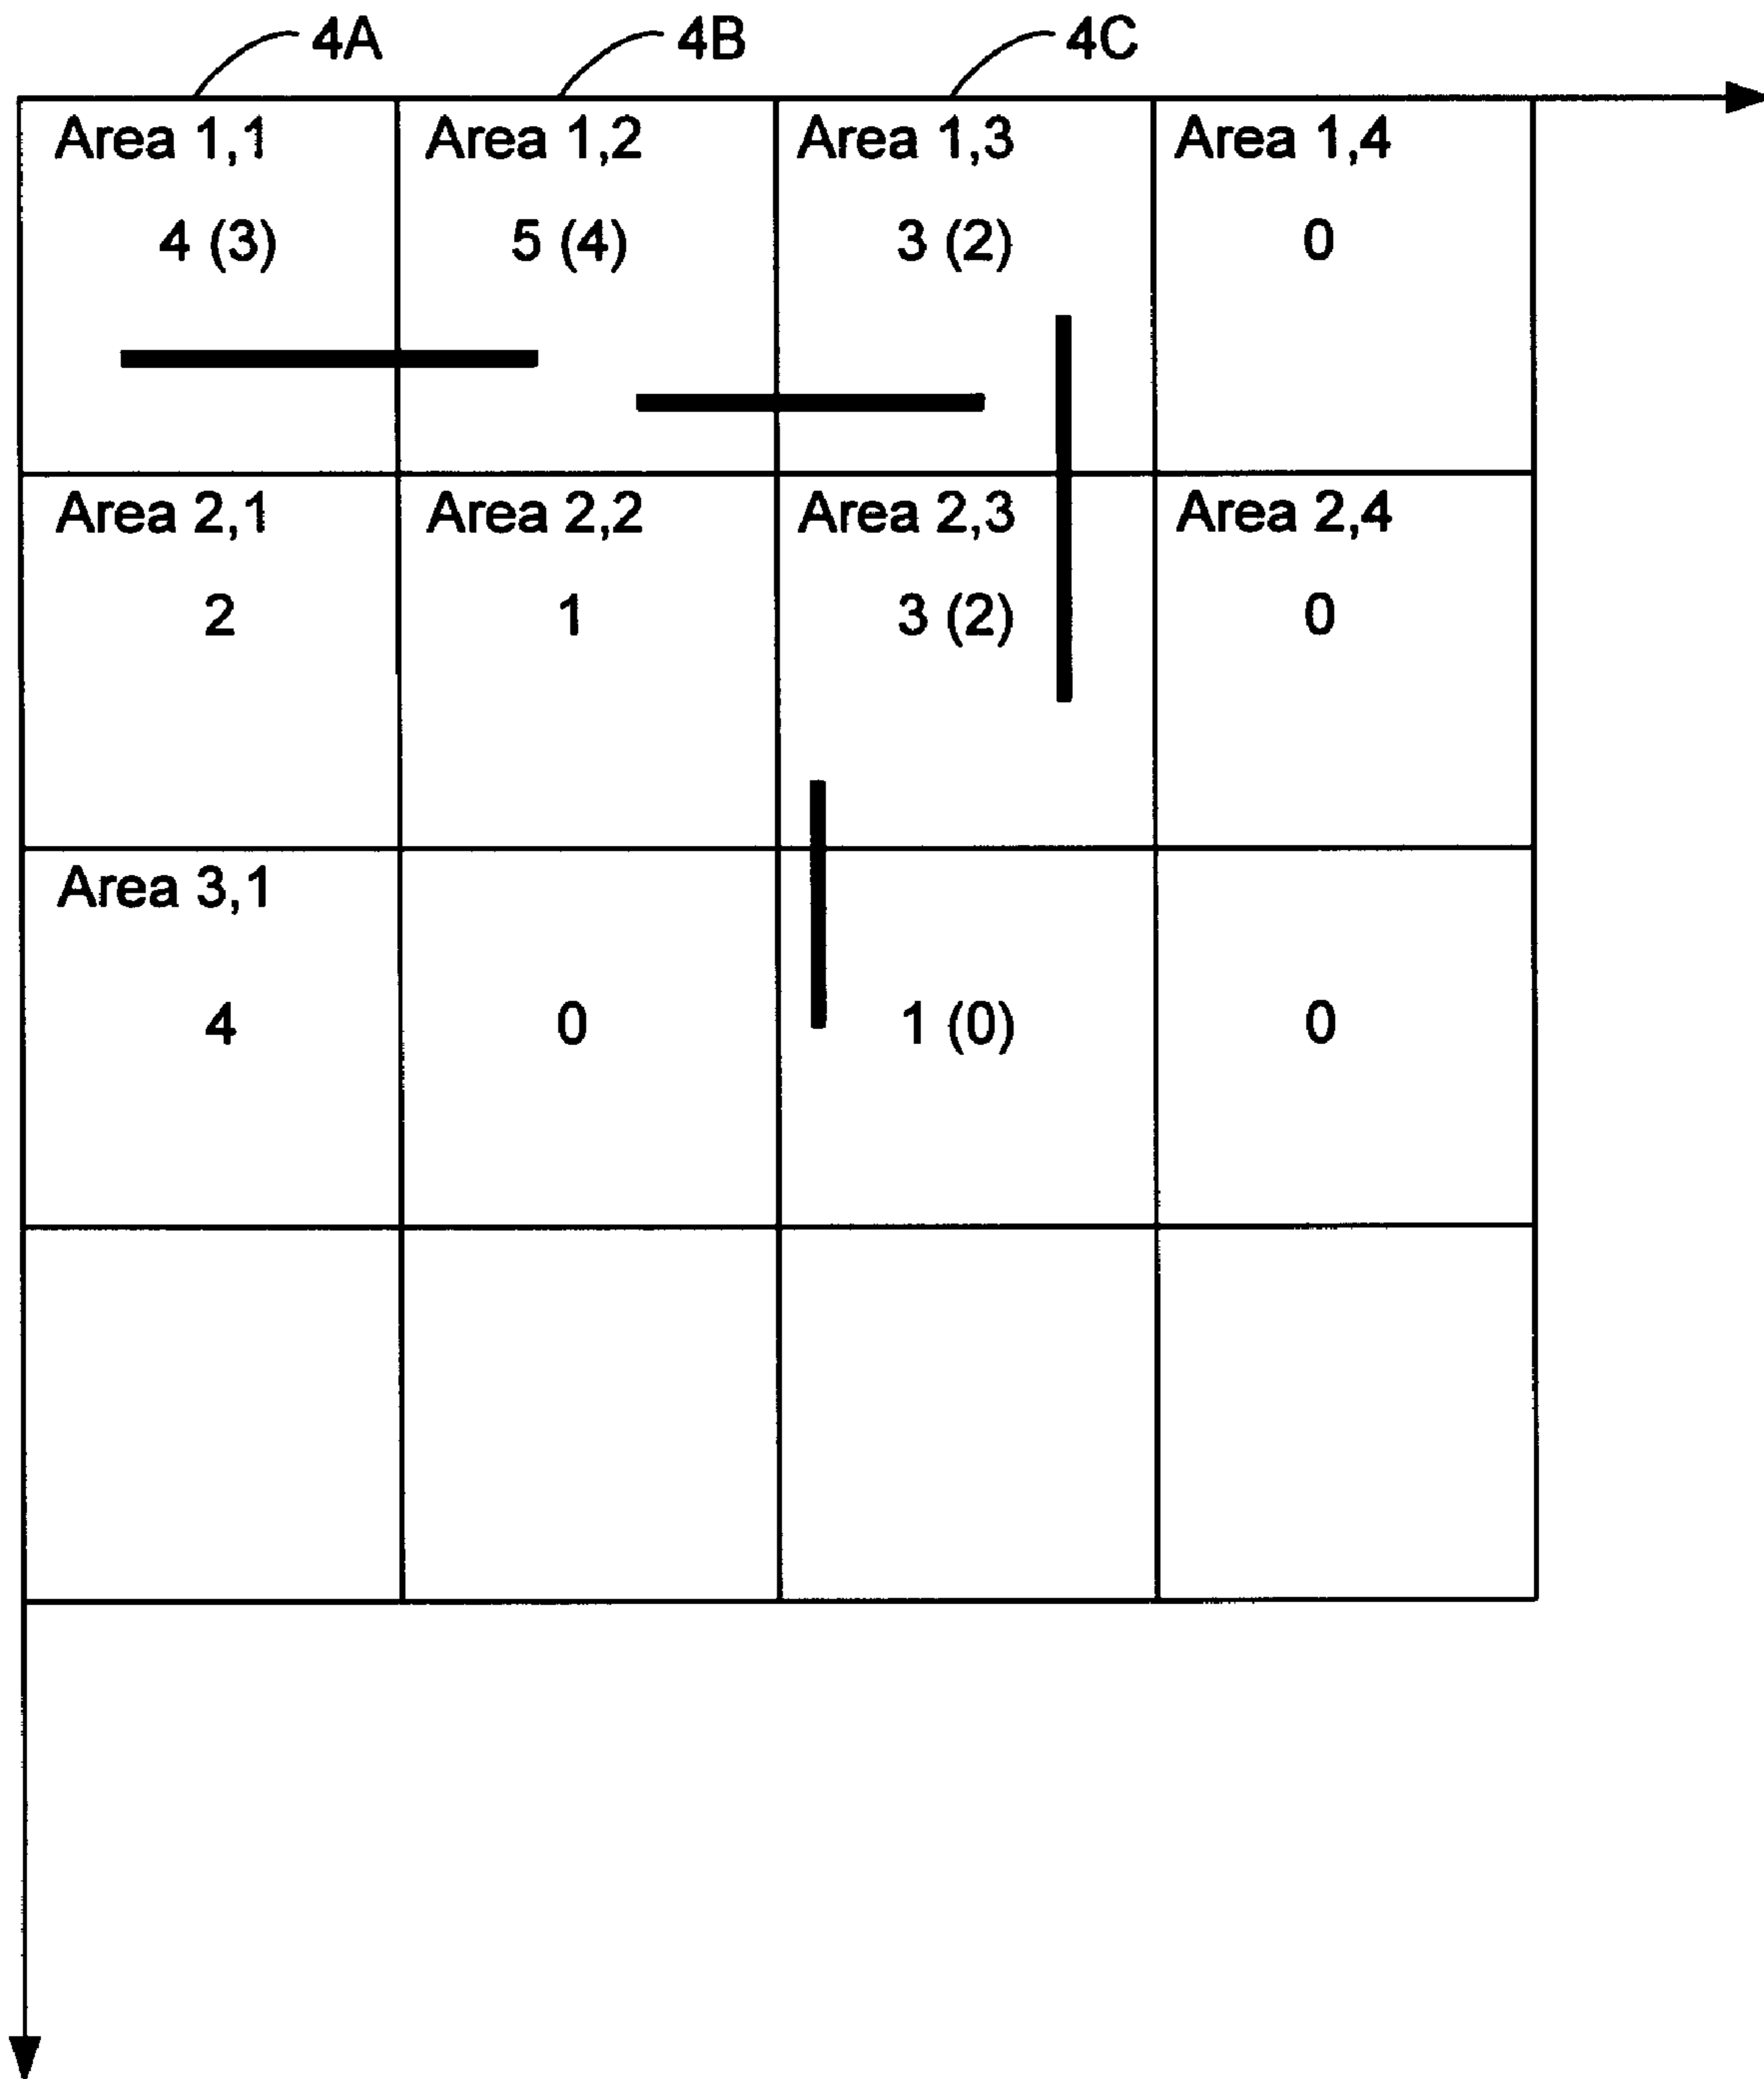 4A 4B 4C
Area 1,1 Area 1,2 Area 1,3 Area 1,4
4 (3) 5 (4) 3 (2) 0
Area 2,1 Area 2,2 Area 2,3 Area 2,4
2 1 3 (2) 0
Area 3,1
4 0 1 (0) 0